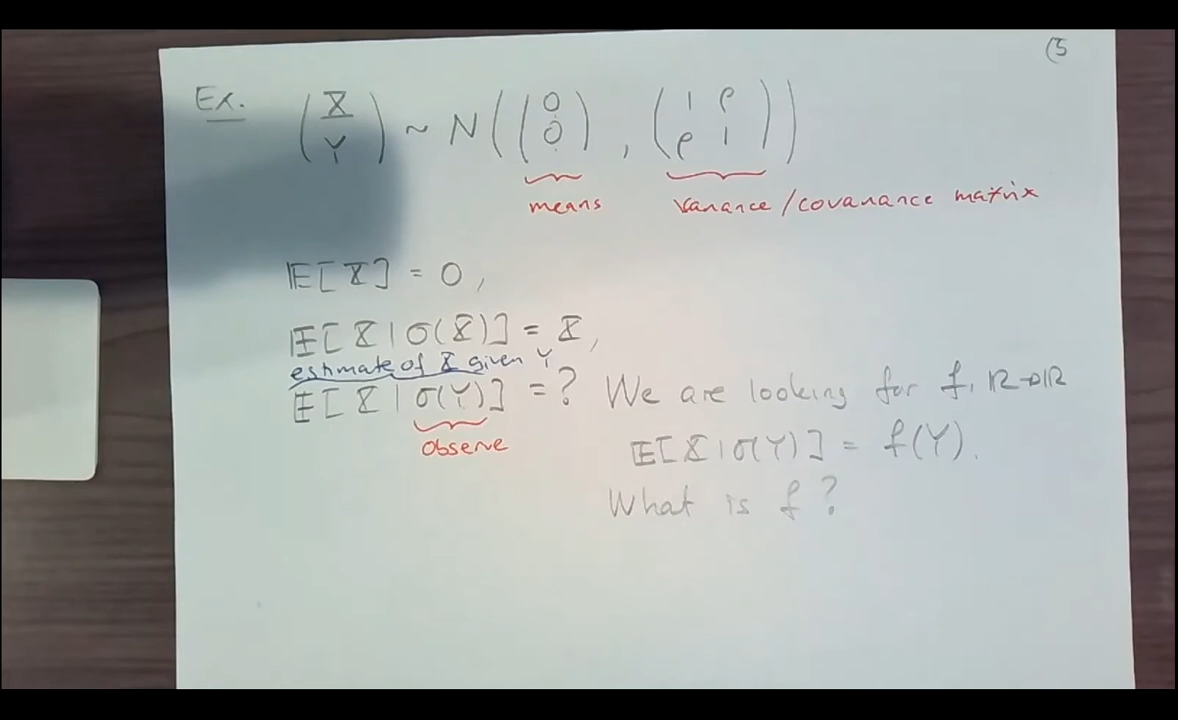 (5
Ex. (X Y) ~ N((0 0), (1 ρ ρ 1))
means variance/covariance matrix
E[X] = 0,
E[X|σ(X)] = X,
estimate of X given Y
E[X|σ(Y)] = ? We are looking for f: R→R
observe
E[X|σ(Y)] = f(Y).
What is f?